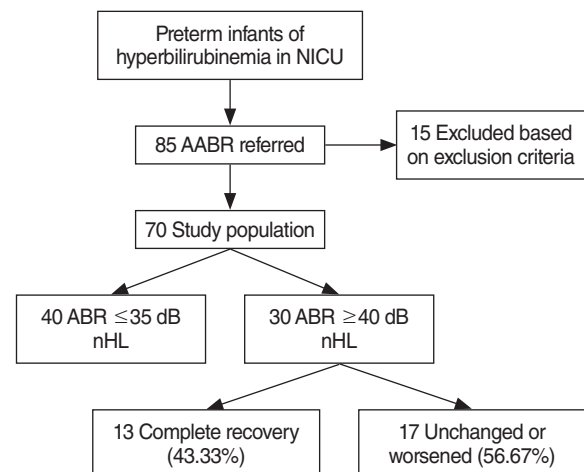 Preterm infants of
hyperbilirubinemia in NICU
85 AABR referred
15 Excluded based
on exclusion criteria
70 Study population
40 ABR ≤35 dB
nHL
30 ABR ≥40 dB
nHL
13 Complete recovery
(43.33%)
17 Unchanged or
worsened (56.67%)